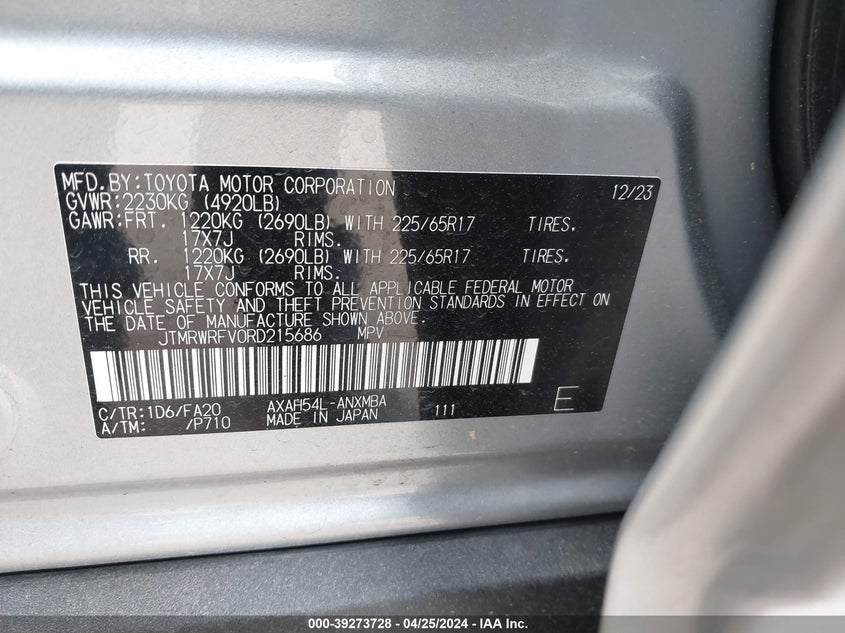 MFD.BY:TOYOTA MOTOR CORPORATION 12/23
GVWR:2230KG (4920LB)
GAWR:FRT. 1220KG (2690LB) WITH 225/65R17 TIRES.
17X7J RIMS.
RR. 1220KG (2690LB) WITH 225/65R17 TIRES.
17X7J RIMS.
THIS VEHICLE CONFORMS TO ALL APPLICABLE FEDERAL MOTOR
VEHICLE SAFETY AND THEFT PREVENTION STANDARDS IN EFFECT ON
THE DATE OF MANUFACTURE SHOWN ABOVE.
JTMRWRFV0RD215686 MPV
C/TR:1D6/FA20 AXAH54L-ANXMBA 111 E
A/TM: /P710 MADE IN JAPAN
000-39273728 - 04/25/2024 - IAAI.COM